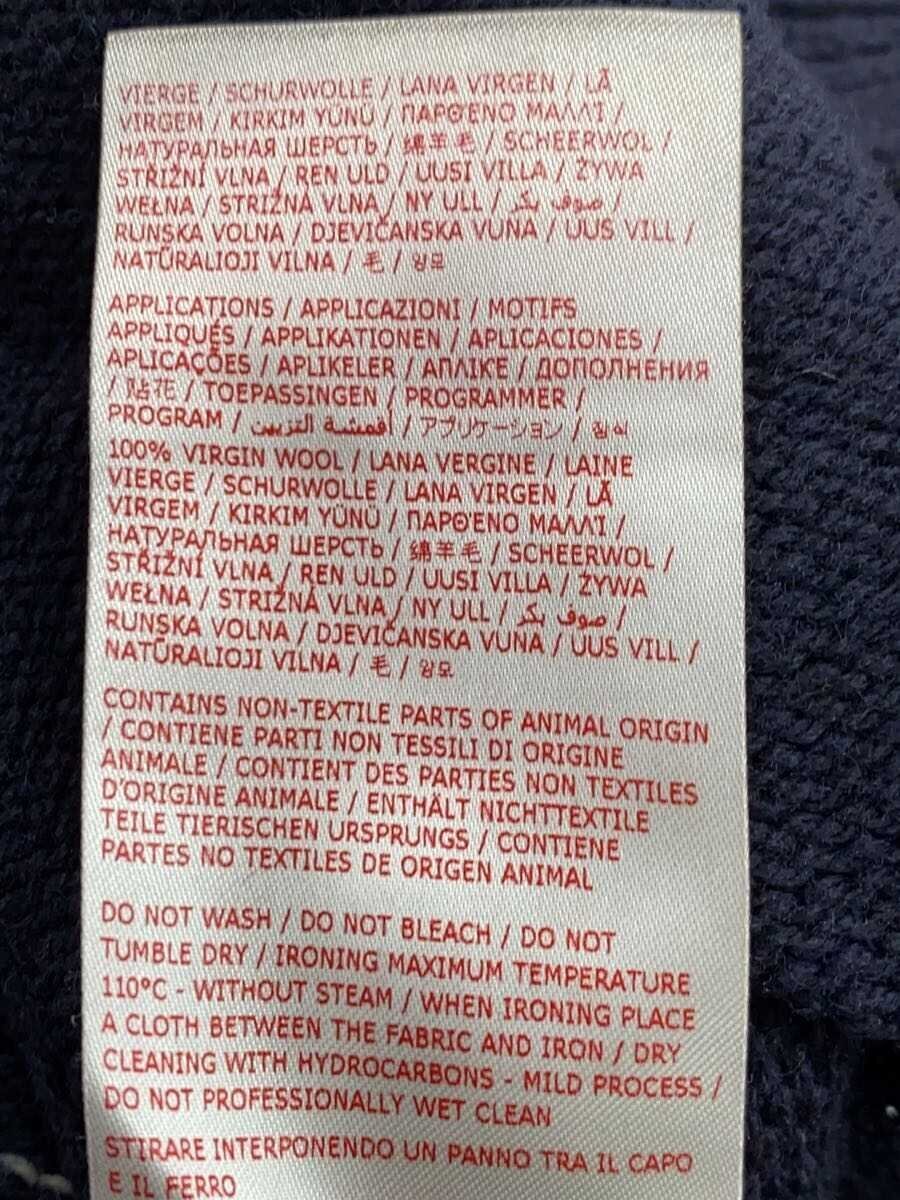 VIERGE / SCHURWOLLE / LANA VIRGEN / LÃ
VIRGEM / KIRKIM YÜNÜ / ΠΑΡΘΈΝΟ ΜΑΛΛΊ /
НАТУРАЛЬНАЯ ШЕРСТЬ / 绵羊毛 / SCHEERWOL /
STŘIŽNÍ VLNA / REN ULD / UUSI VILLA / ŻYWA
WEŁNA / STRIŽNÁ VLNA / NY ULL / صوف بكر /
RUNSKA VOLNA / DJEVIČANSKA VUNA / UUS VILL /
NATŪRALIOJI VILNA / 毛 / 양모
APPLICATIONS / APPLICAZIONI / MOTIFS
APPLIQUÉS / APPLIKATIONEN / APLICACIONES /
APLICAÇÕES / APLIKELER / ΑΠΛΙΚΈ / ДОПОЛНЕНИЯ
/ 贴花 / TOEPASSINGEN / PROGRAMMER /
PROGRAM / أقمشة التزيين / アプリケーション / 장식
100% VIRGIN WOOL / LANA VERGINE / LAINE
VIERGE / SCHURWOLLE / LANA VIRGEN / LÃ
VIRGEM / KIRKIM YÜNÜ / ΠΑΡΘΈΝΟ ΜΑΛΛΊ /
НАТУРАЛЬНАЯ ШЕРСТЬ / 绵羊毛 / SCHEERWOL /
STŘIŽNÍ VLNA / REN ULD / UUSI VILLA / ŻYWA
WEŁNA / STRIŽNÁ VLNA / NY ULL / صوف بكر /
RUNSKA VOLNA / DJEVIČANSKA VUNA / UUS VILL /
NATŪRALIOJI VILNA / 毛 / 양모
CONTAINS NON-TEXTILE PARTS OF ANIMAL ORIGIN
/ CONTIENE PARTI NON TESSILI DI ORIGINE
ANIMALE / CONTIENT DES PARTIES NON TEXTILES
D'ORIGINE ANIMALE / ENTHÄLT NICHTTEXTILE
TEILE TIERISCHEN URSPRUNGS / CONTIENE
PARTES NO TEXTILES DE ORIGEN ANIMAL
DO NOT WASH / DO NOT BLEACH / DO NOT
TUMBLE DRY / IRONING MAXIMUM TEMPERATURE
110°C - WITHOUT STEAM / WHEN IRONING PLACE
A CLOTH BETWEEN THE FABRIC AND IRON / DRY
CLEANING WITH HYDROCARBONS - MILD PROCESS /
DO NOT PROFESSIONALLY WET CLEAN
STIRARE INTERPONENDO UN PANNO TRA IL CAPO
E IL FERRO